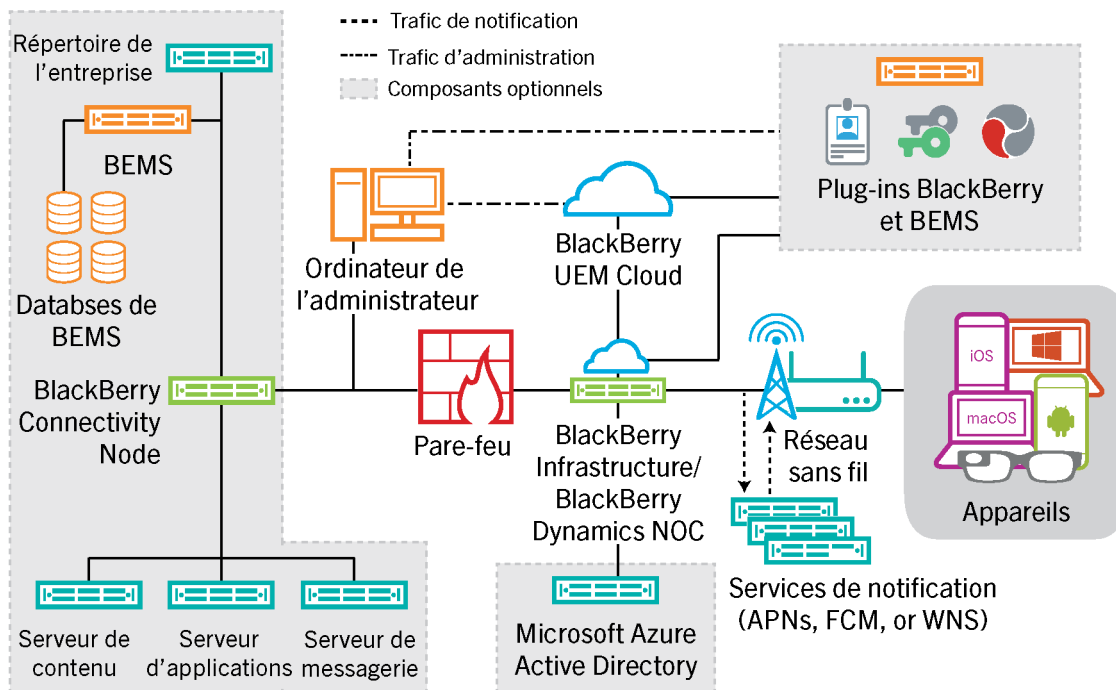 Trafic de notification
Trafic d'administration
Composants optionnels
Répertoire de
l'entreprise
BEMS
Databses de
BEMS
BlackBerry
Connectivity
Node
Serveur de
contenu
Serveur
d'applications
Serveur de
messagerie
Ordinateur de
l'administrateur
Pare-feu
BlackBerry
UEM Cloud
BlackBerry
Infrastructure/
BlackBerry
Dynamics NOC
Microsoft Azure
Active Directory
Plug-ins BlackBerry
et BEMS
Réseau
sans fil
Services de notification
(APNs, FCM, or WNS)
iOS
macOS
Appareils